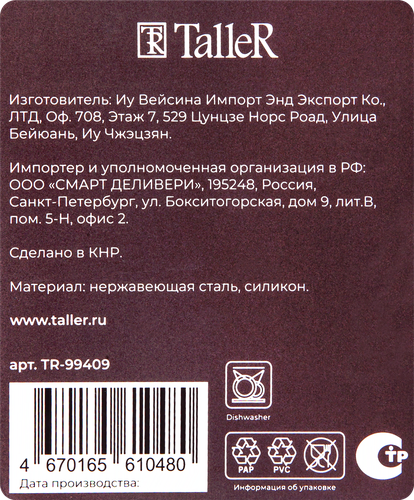 TR TalleR
Изготовитель: Иу Вейсина Импорт Энд Экспорт Ко.,
ЛТД, Оф. 708, Этаж 7, 529 Цунцзе Норс Роад, Улица
Бейюань, Иу Чжэцзян.
Импортер и уполномоченная организация в РФ:
ООО «СМАРТ ДЕЛИВЕРИ», 195248, Россия,
Санкт-Петербург, ул. Бокситогорская, дом 9, лит.В,
пом. 5-Н, офис 2.
Сделано в КНР.
Материал: нержавеющая сталь, силикон.
www.taller.ru
арт. TR-99409
Dishwasher
4 670165 610480
Дата производства:
PAP PVC
Информация об упаковке
СтР